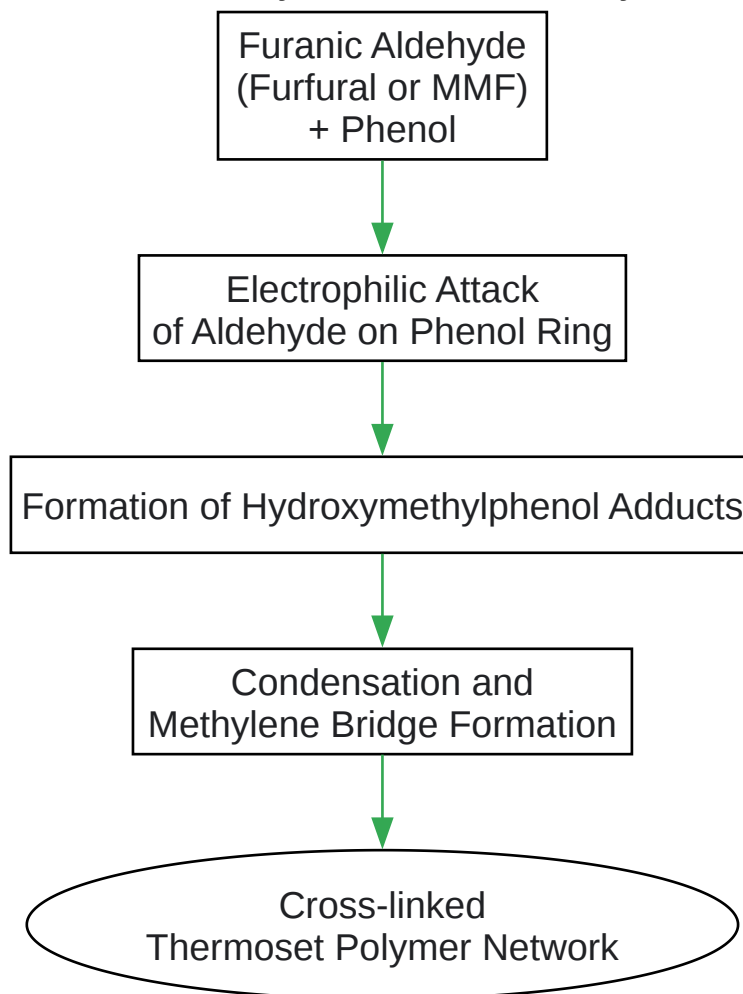 Furanic Aldehyde
(Furfural or MMF)
+ Phenol
Electrophilic Attack
of Aldehyde on Phenol Ring
Formation of Hydroxymethylphenol Adducts
Condensation and
Methylene Bridge Formation
Cross-linked
Thermoset Polymer Network